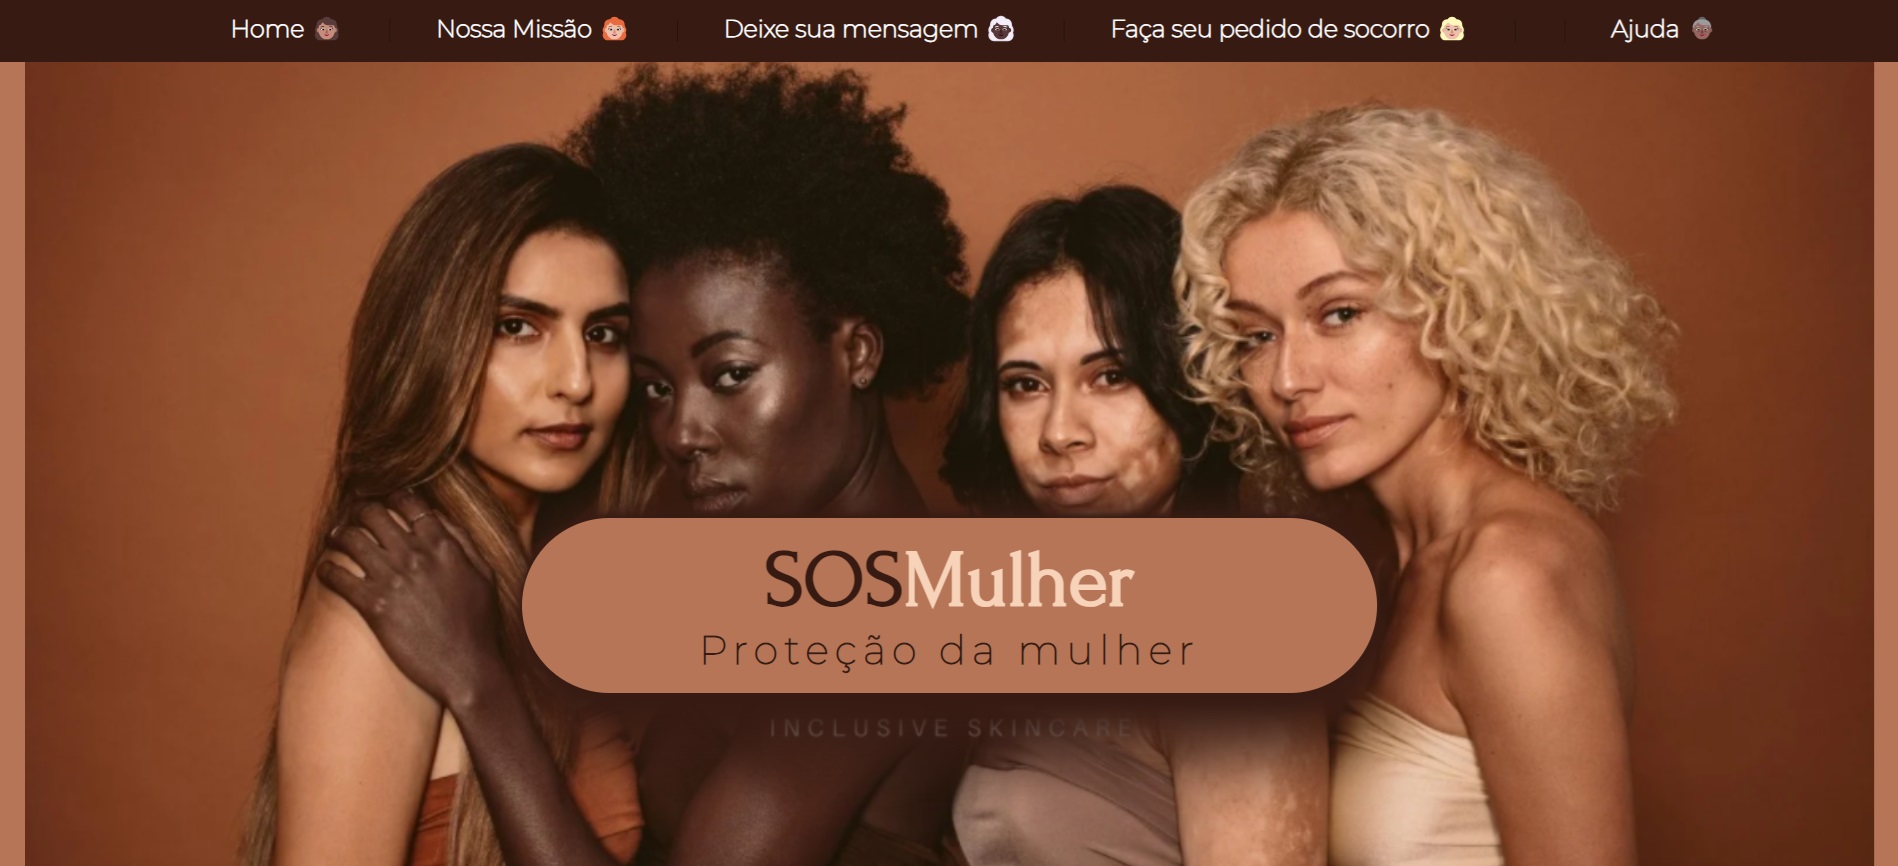 Home
Nossa Missão
Deixe sua mensagem
Faça seu pedido de socorro
Ajuda
SOSMulher
Proteção da mulher
INCLUSIVE SKINCARE